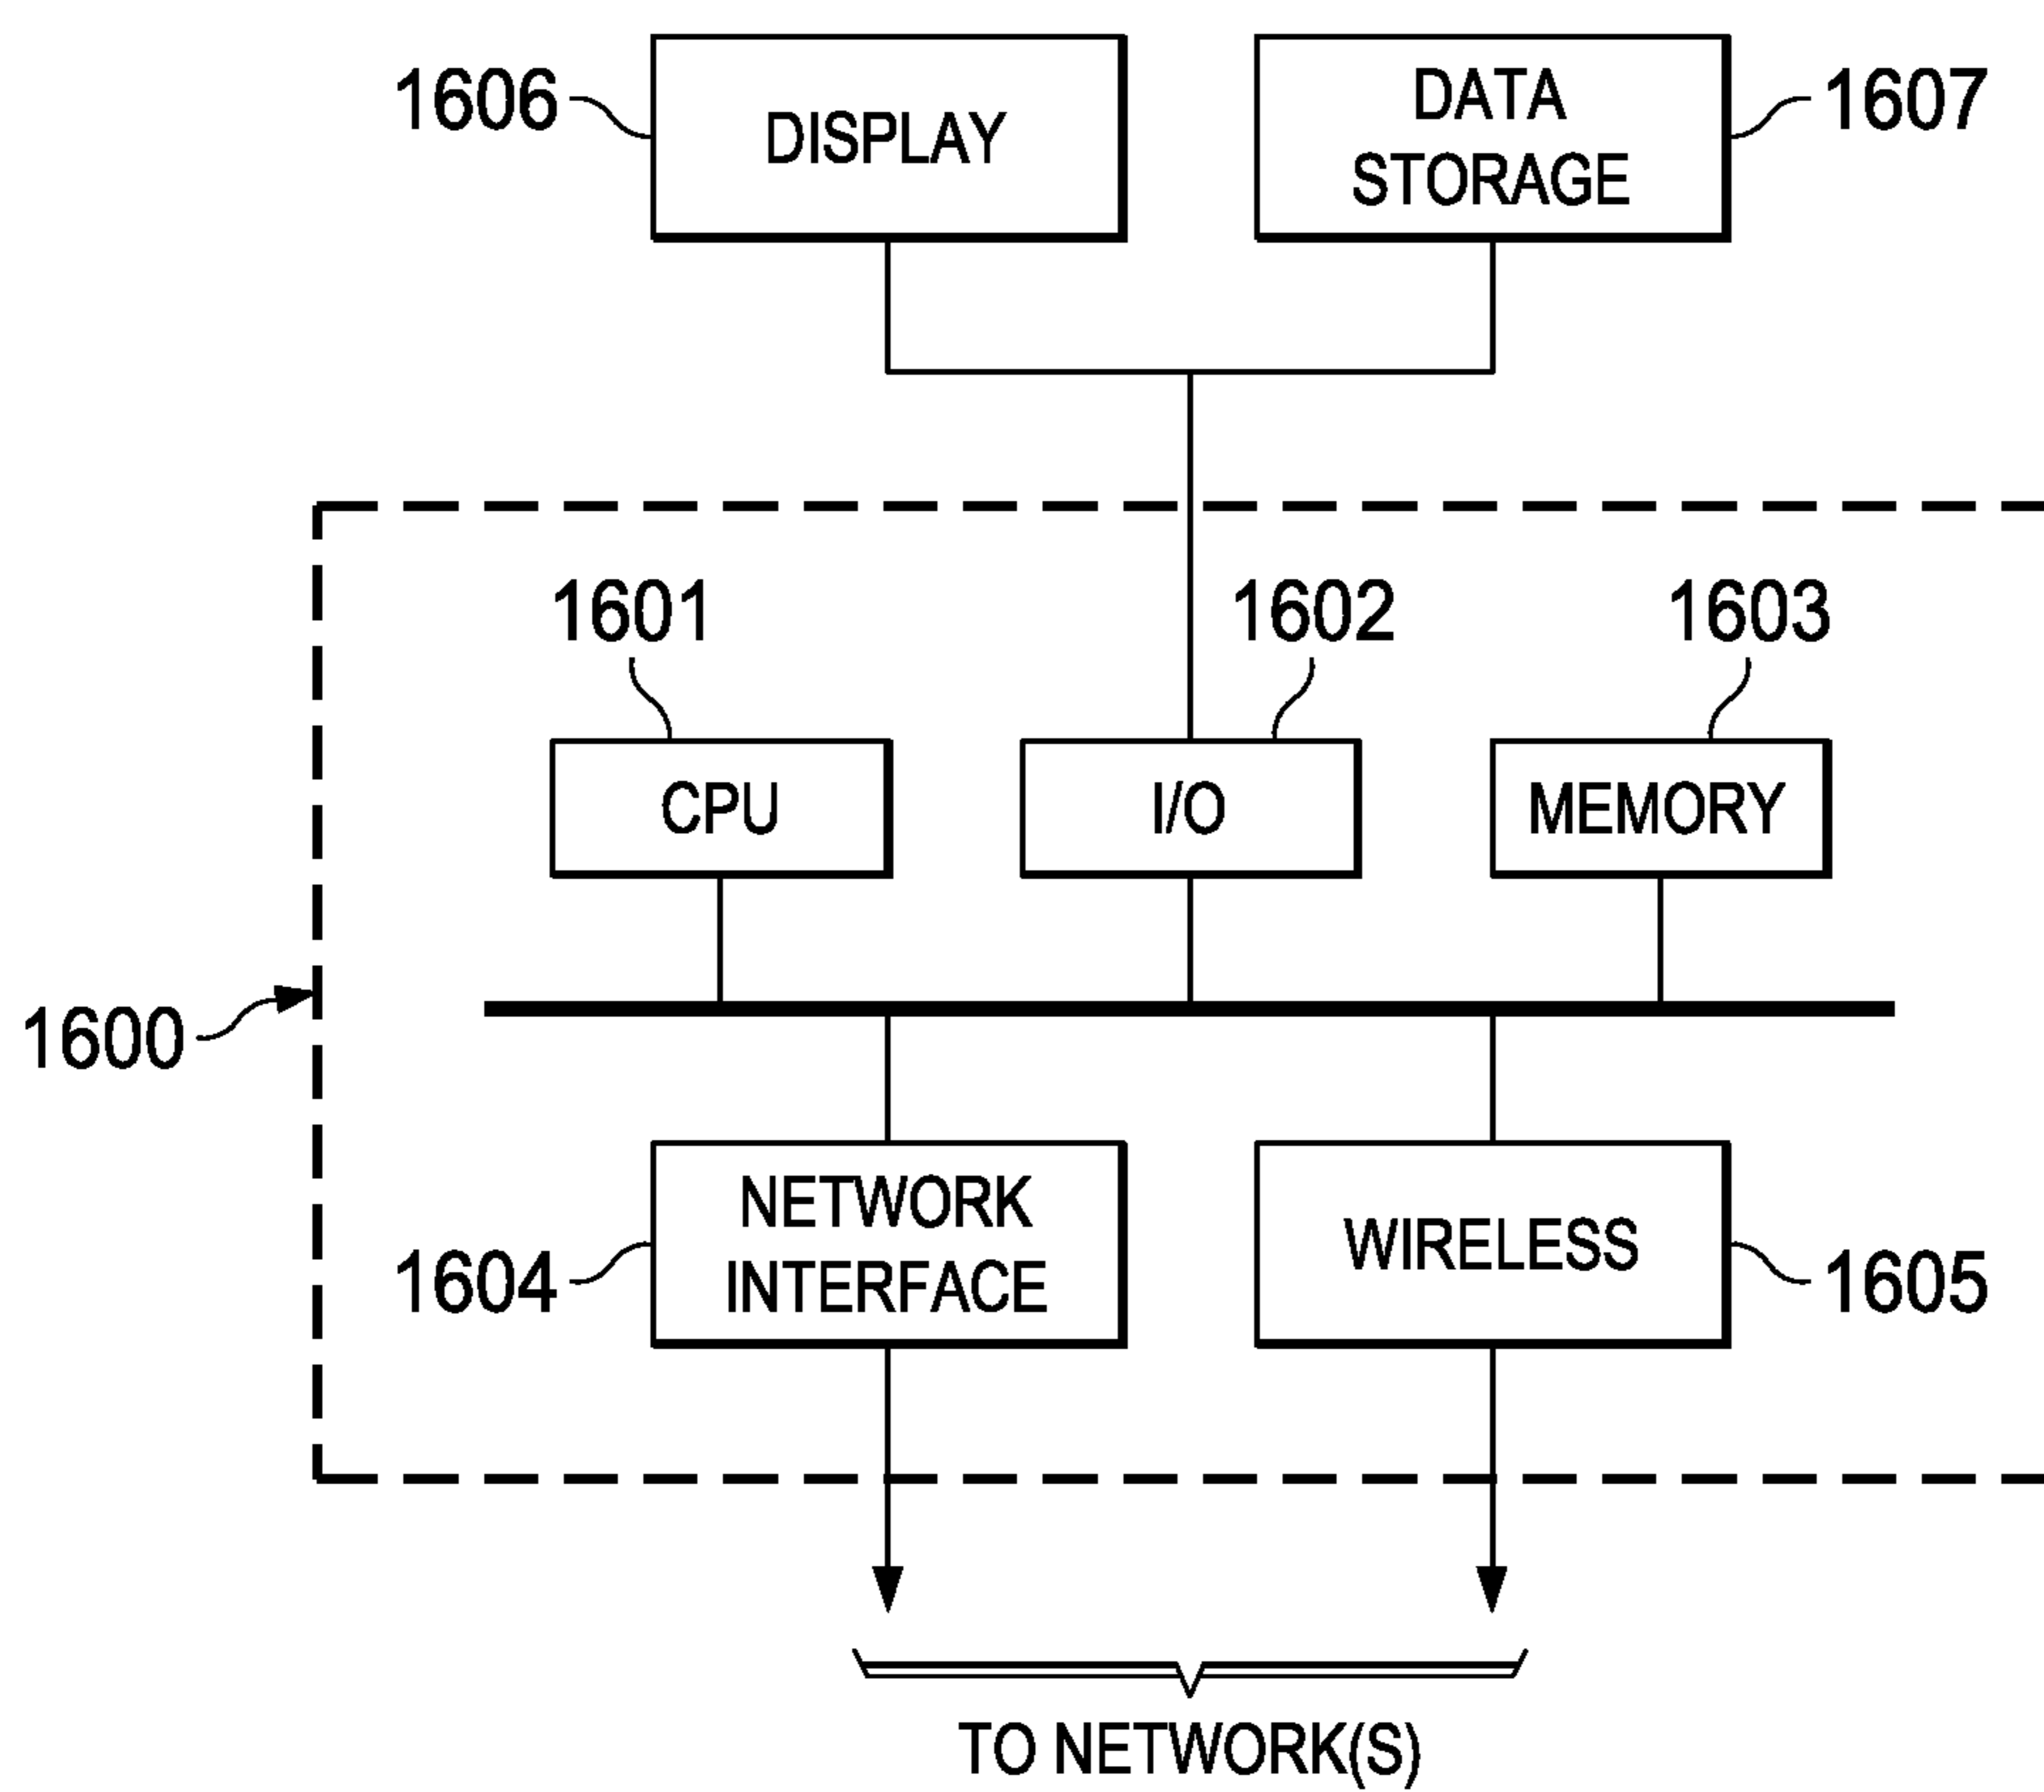 1606
DISPLAY
DATA
STORAGE
1607
1601
1602
1603
CPU
I/O
MEMORY
1600
NETWORK
INTERFACE
1604
WIRELESS
1605
TO NETWORK(S)